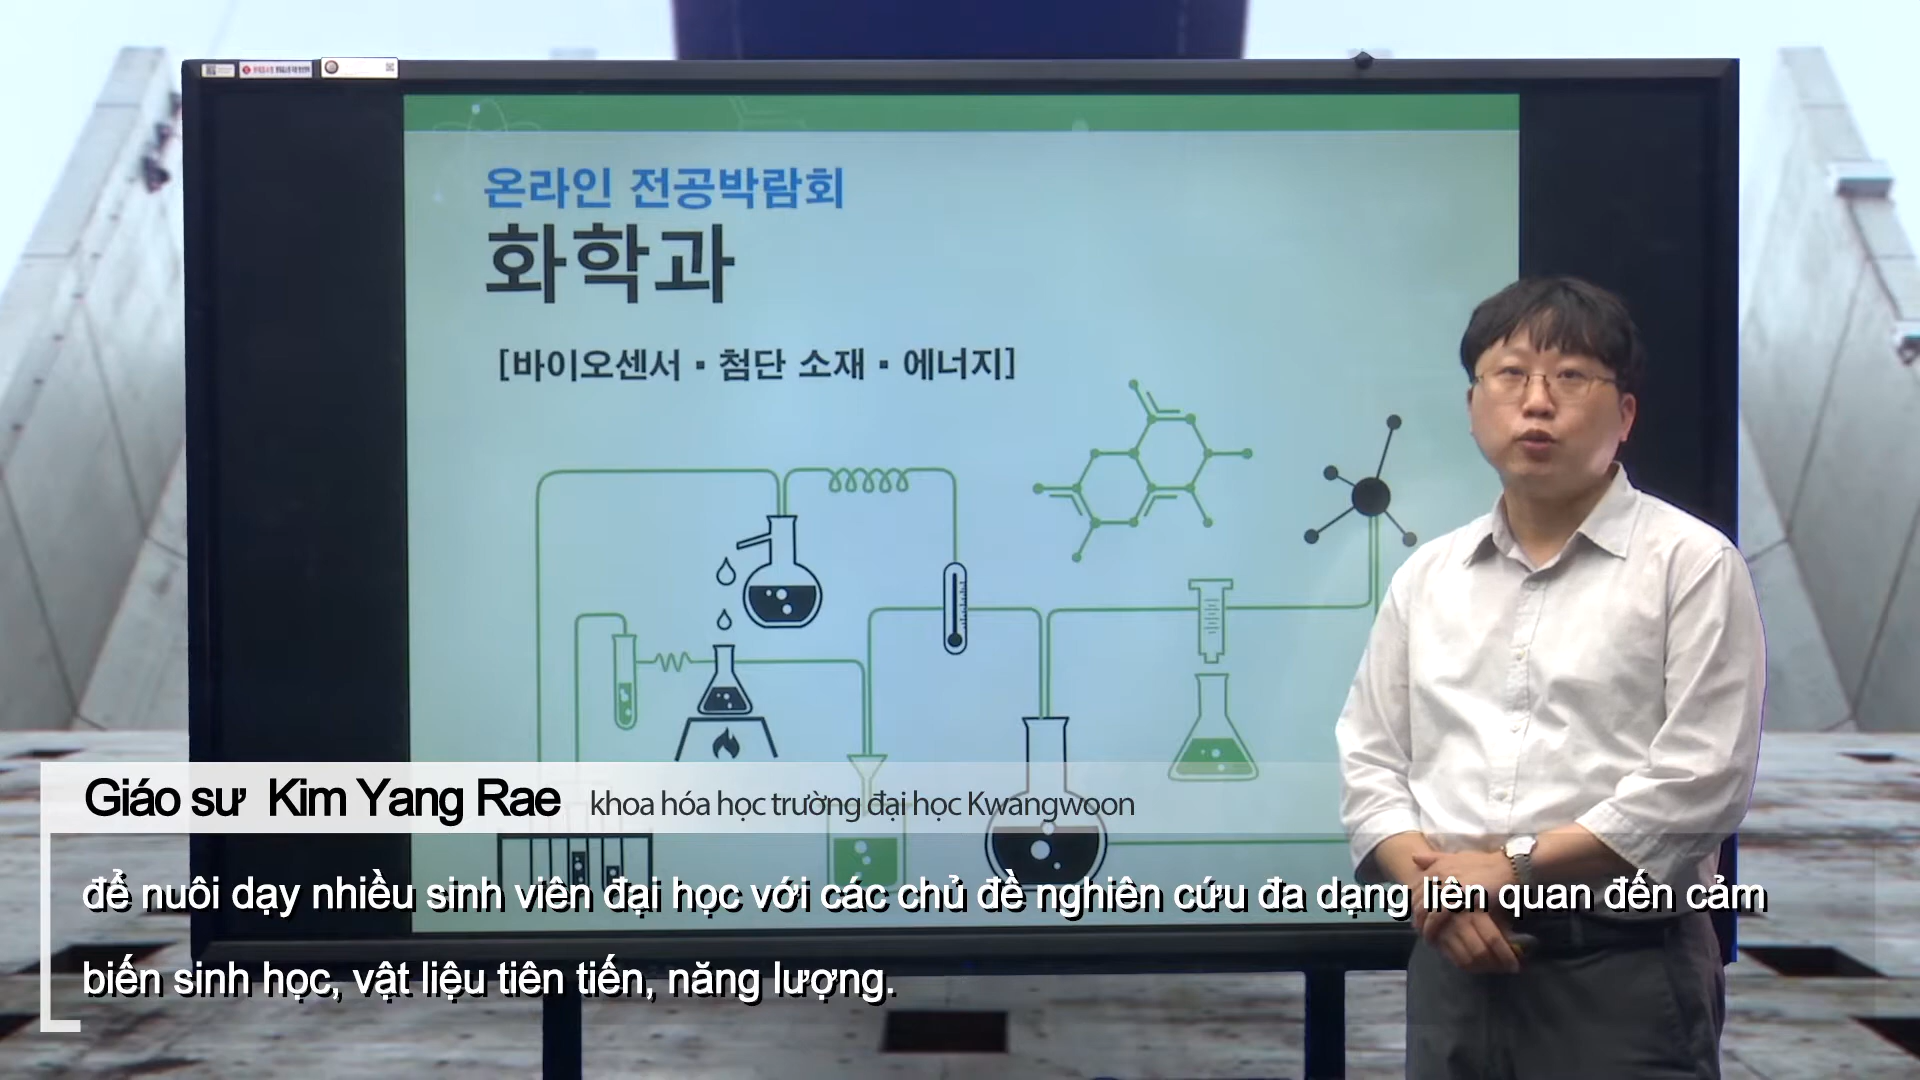 온라인 전공박람회
화학과
[바이오센서 ▪ 첨단 소재 ▪ 에너지]
Giáo sư Kim Yang Rae khoa hóa học trường đại học Kwangwoon
để nuôi dạy nhiều sinh viên đại học với các chủ đề nghiên cứu đa dạng liên quan đến cảm
biến sinh học, vật liệu tiên tiến, năng lượng.